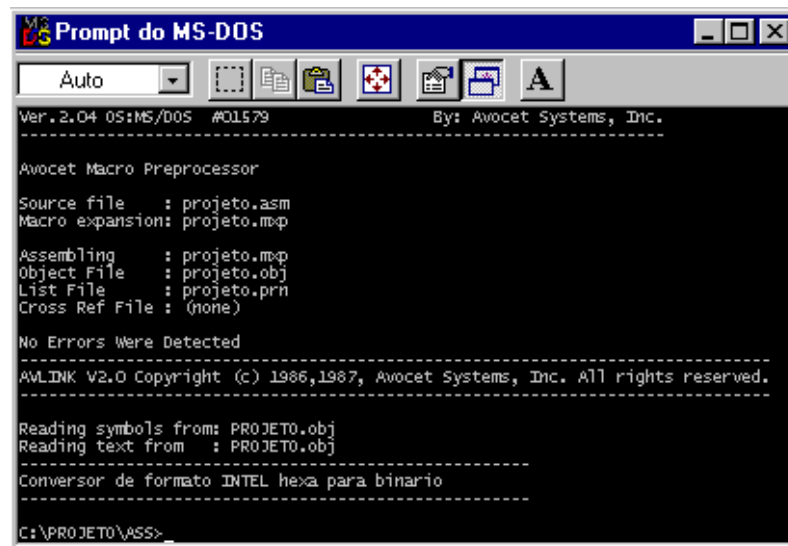 Prompt do MS-DOS
Auto
A
Ver.2.04 OS:MS/DOS #01579 By: Avocet Systems, Inc.
----------------------------------------------------------------
Avocet Macro Preprocessor
Source file : projeto.asm
Macro expansion: projeto.mxp
Assembling : projeto.mxp
Object File : projeto.obj
List File : projeto.prn
Cross Ref File : (none)
No Errors Were Detected
---------------------------------------------------------------------------
AVLINK V2.0 Copyright (c) 1986,1987, Avocet Systems, Inc. All rights reserved.
---------------------------------------------------------------------------
Reading symbols from: PROJETO.obj
Reading text from : PROJETO.obj
---------------------------------------------------
Conversor de formato INTEL hexa para binario
---------------------------------------------------
C:\PROJETO\ASS>_